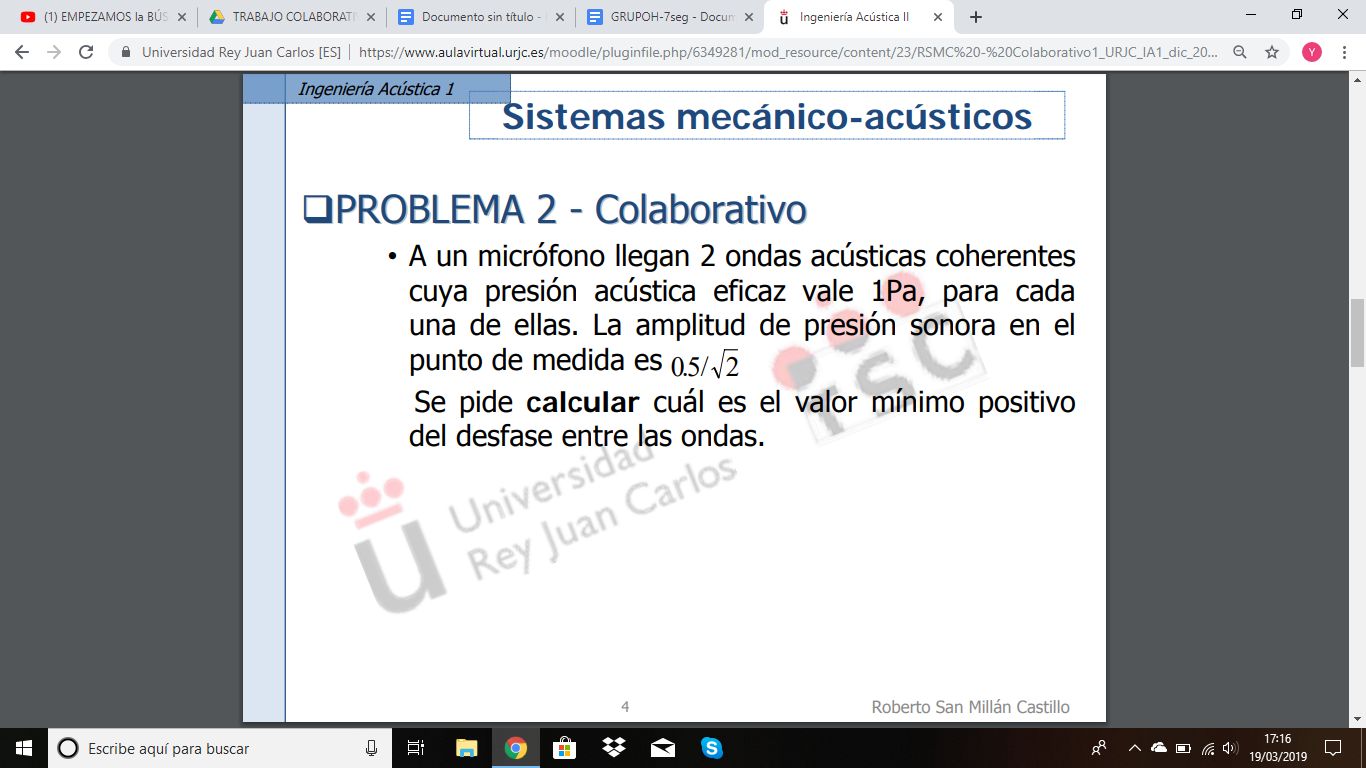 (1) EMPEZAMOS la BÚS
TRABAJO COLABORATI
Documento sin título -
GRUPOH-7seg - Docum
Ingeniería Acústica II
Universidad Rey Juan Carlos [ES]
https://www.aulavirtual.urjc.es/moodle/pluginfile.php/6349281/mod_resource/content/23/RSMC%20-%20Colaborativo1_URJC_IA1_dic_20...
Y
Ingeniería Acústica 1
Sistemas mecánico-acústicos
PROBLEMA 2 - Colaborativo
• A un micrófono llegan 2 ondas acústicas coherentes
cuya presión acústica eficaz vale 1Pa, para cada
una de ellas. La amplitud de presión sonora en el
punto de medida es 0.5/√2
Se pide calcular cuál es el valor mínimo positivo
del desfase entre las ondas.
rsc
Universidad
Rey Juan Carlos
u
4
Roberto San Millán Castillo
Escribe aquí para buscar
17:16
19/03/2019